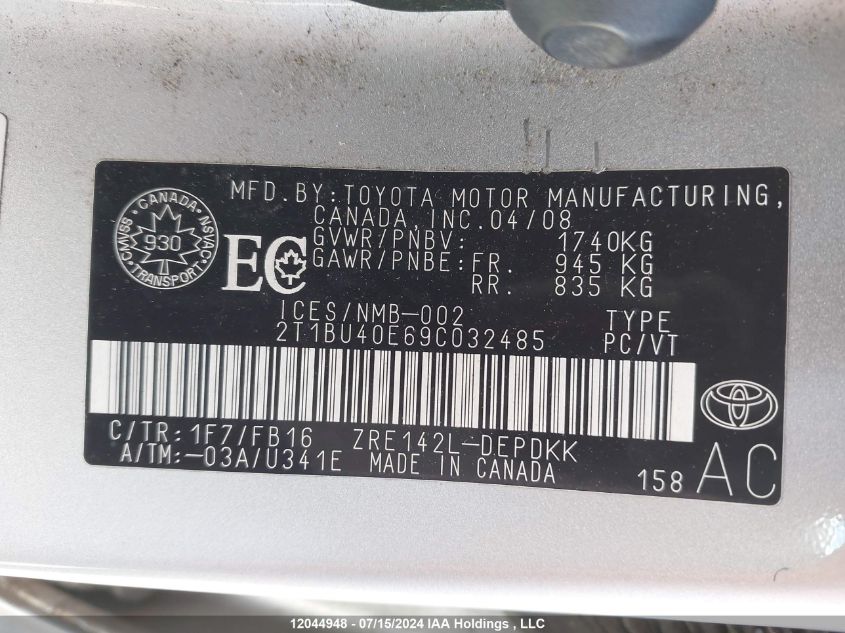 MFD.BY:TOYOTA MOTOR MANUFACTURING,
CANADA,INC.04/08
GVWR/PNBV: 1740KG
GAWR/PNBE:FR. 945 KG
RR. 835 KG
CANADA
CMVSS 930 NSVAC
TRANSPORT
EC
ICES/NMB-002 TYPE
2T1BU40E69C032485 PC/VT
C/TR:1F7/FB16 ZRE142L-DEPDKK
A/TM:-03A/U341E MADE IN CANADA
158 AC
12044948 - 07/15/2024 IAA Holdings , LLC